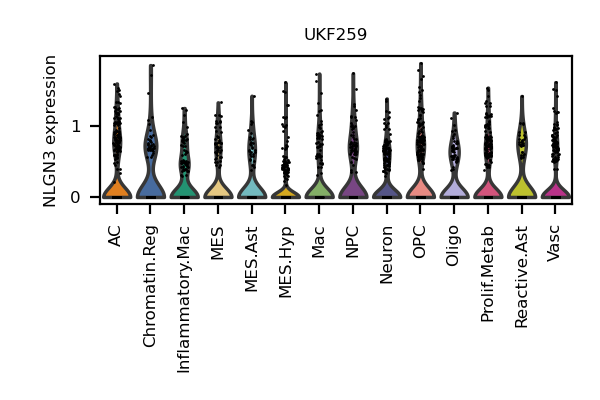 UKF259
NLGN3 expression
1
0
AC
Chromatin.Reg
Inflammatory.Mac
MES
MES.Ast
MES.Hyp
Mac
NPC
Neuron
OPC
Oligo
Prolif.Metab
Reactive.Ast
Vasc